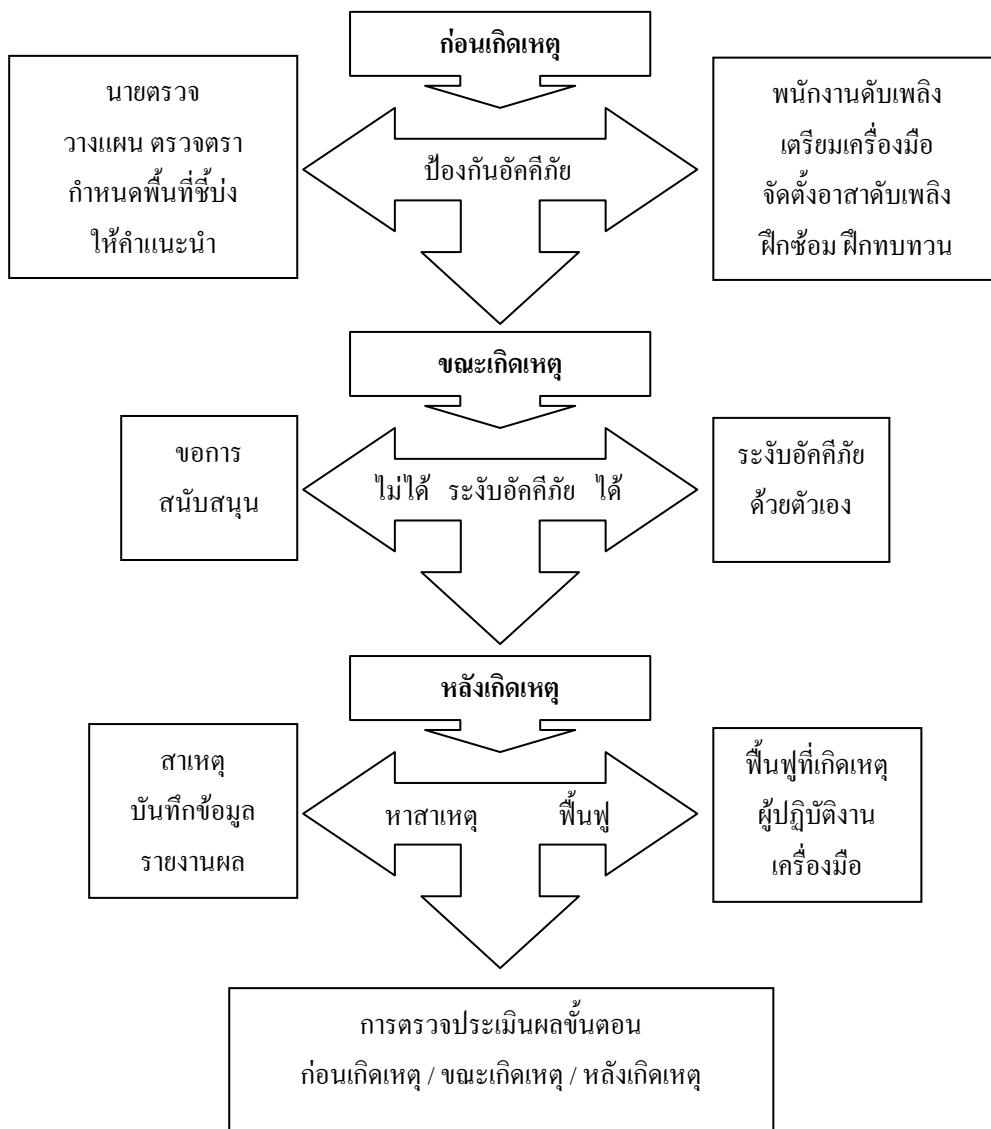 ก่อนเกิดเหตุ
นายตรวจ
วางแผน ตรวจตรา
กำหนดพื้นที่ชี้บ่ง
ให้คำแนะนำ
ป้องกันอัคคีภัย
พนักงานดับเพลิง
เตรียมเครื่องมือ
จัดตั้งอาสาดับเพลิง
ฝึกซ้อม ฝึกทบทวน
ขณะเกิดเหตุ
ขอการ
สนับสนุน
ไม่ได้ ระงับอัคคีภัย ได้
ระงับอัคคีภัย
ด้วยตัวเอง
หลังเกิดเหตุ
สาเหตุ
บันทึกข้อมูล
รายงานผล
หาสาเหตุ ฟื้นฟู
ฟื้นฟูที่เกิดเหตุ
ผู้ปฏิบัติงาน
เครื่องมือ
การตรวจประเมินผลขั้นตอน
ก่อนเกิดเหตุ / ขณะเกิดเหตุ / หลังเกิดเหตุ